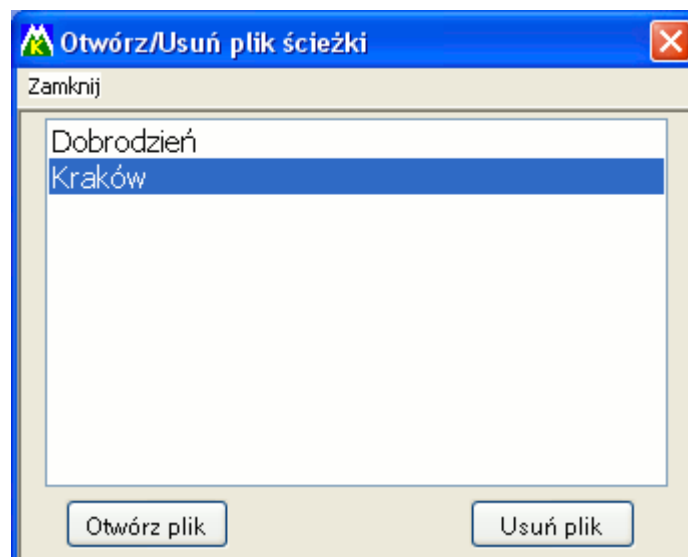 Otwórz/Usuń plik ścieżki
Zamknij
Dobrodzień
Kraków
Otwórz plik
Usuń plik